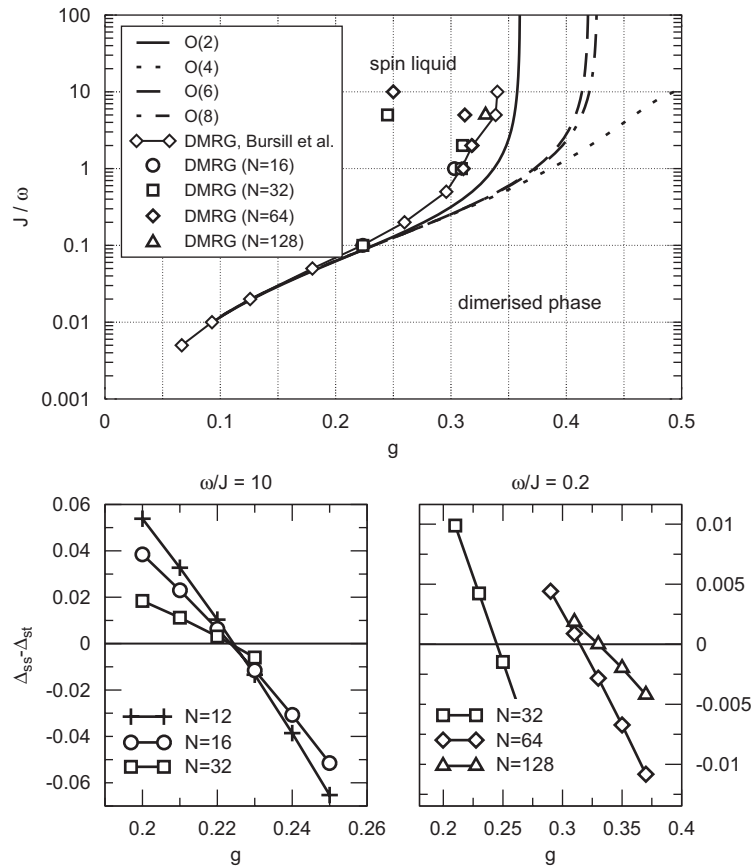 100
10
1
0.1
0.01
0.001
J / ω
O(2)
O(4)
O(6)
O(8)
DMRG, Bursill et al.
DMRG (N=16)
DMRG (N=32)
DMRG (N=64)
DMRG (N=128)
spin liquid
dimerised phase
0
0.1
0.2
0.3
0.4
0.5
g
ω/J = 10
0.06
0.04
0.02
0
-0.02
-0.04
-0.06
Δss-Δst
N=12
N=16
N=32
0.2
0.22
0.24
0.26
g
ω/J = 0.2
0.01
0.005
0
-0.005
-0.01
N=32
N=64
N=128
0.2
0.25
0.3
0.35
0.4
g